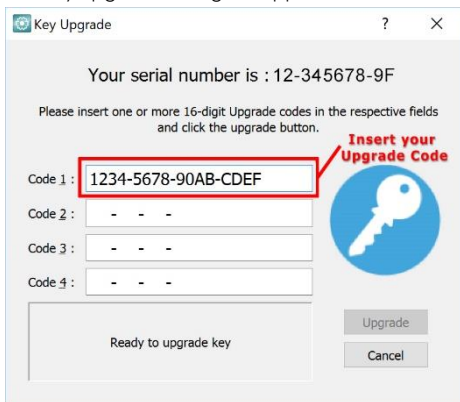 Key Upgrade
Your serial number is : 12-345678-9F
Please insert one or more 16-digit Upgrade codes in the respective fields
and click the upgrade button.
Insert your
Upgrade Code
Code 1 : 1234-5678-90AB-CDEF
Code 2 : - - -
Code 3 : - - -
Code 4 : - - -
Ready to upgrade key
Upgrade
Cancel